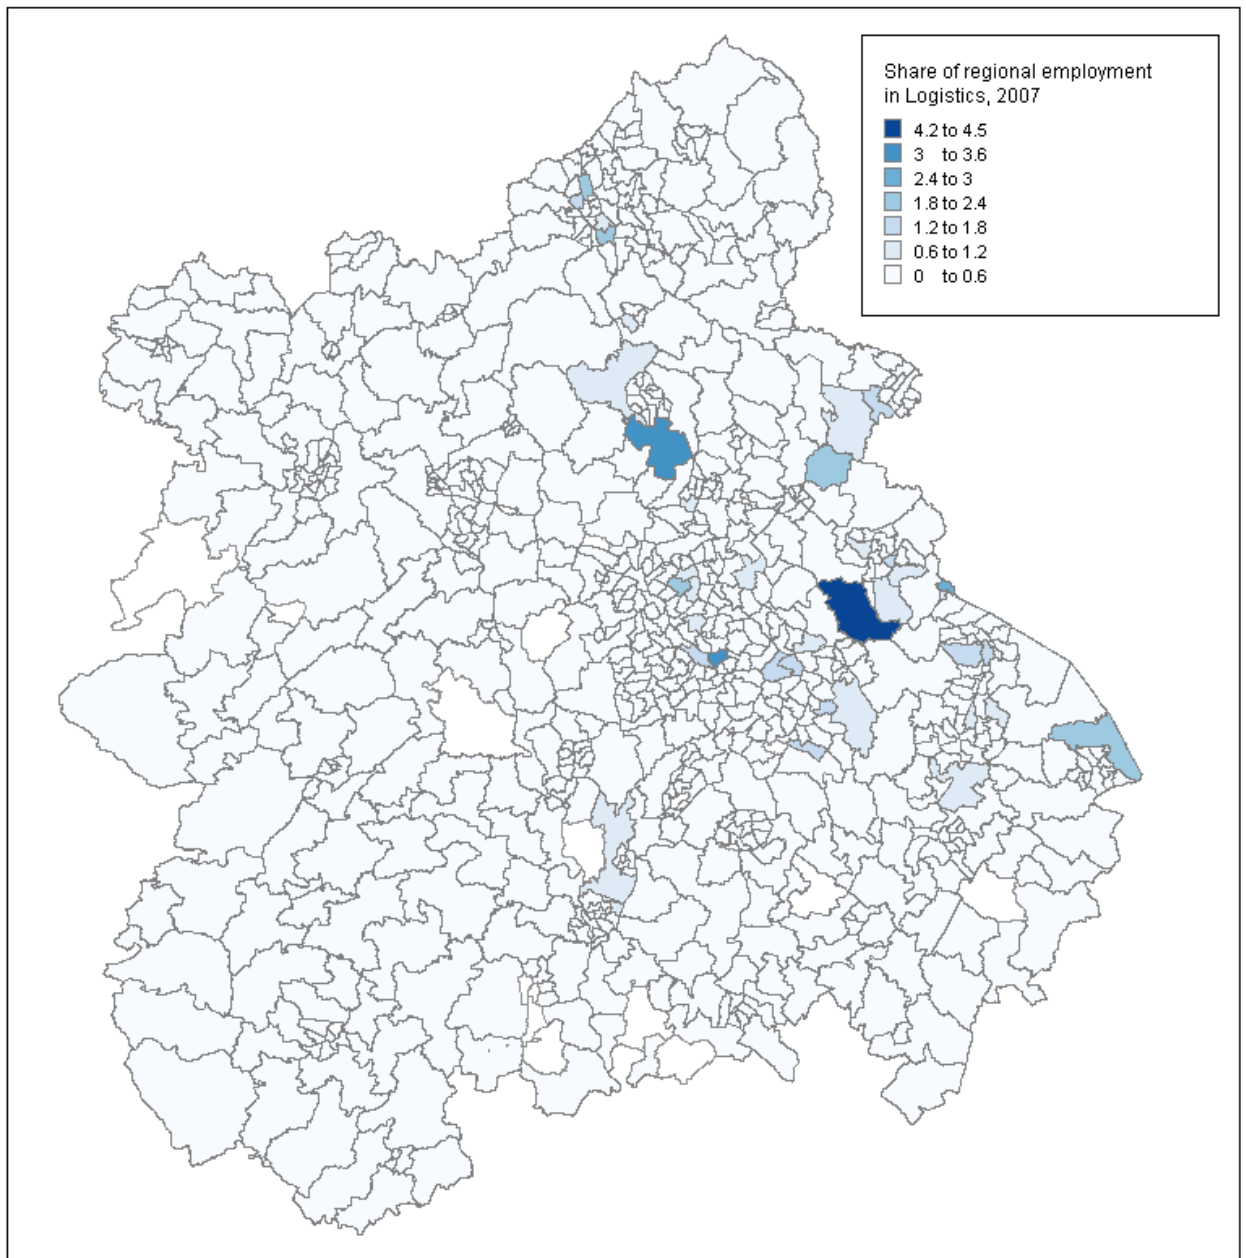 Share of regional employment
in Logistics, 2007
4.2 to 4.5
3 to 3.6
2.4 to 3
1.8 to 2.4
1.2 to 1.8
0.6 to 1.2
0 to 0.6